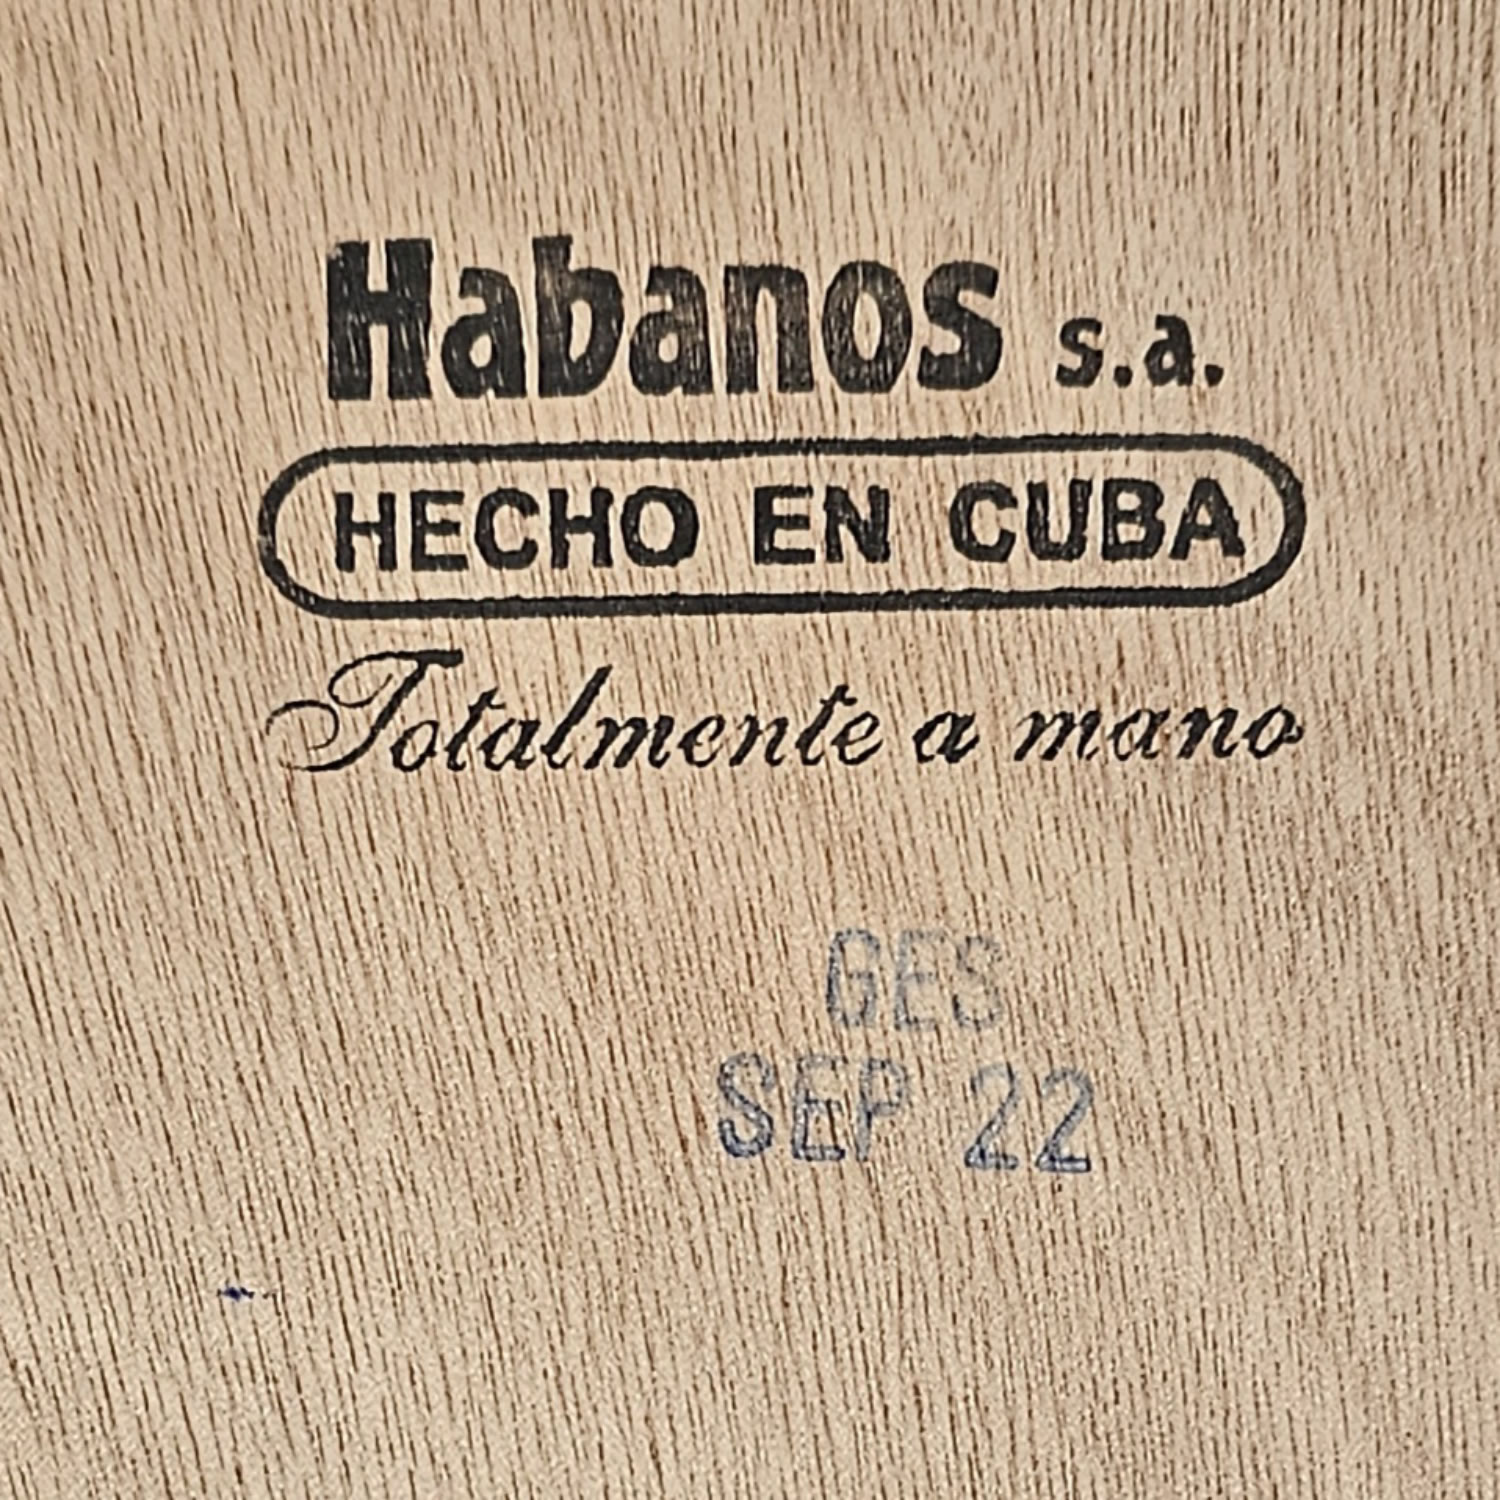 Habanos s.a.
HECHO EN CUBA
Totalmente a mano
GES
SEP 22